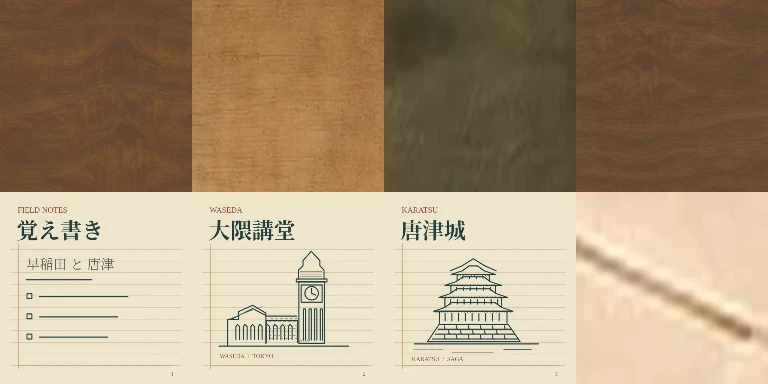 FIELD NOTES
覚え書き
早稲田 と 唐津
1
WASEDA
大隈講堂
WASEDA / TOKYO
2
KARATSU
唐津城
KARATSU / SAGA
3